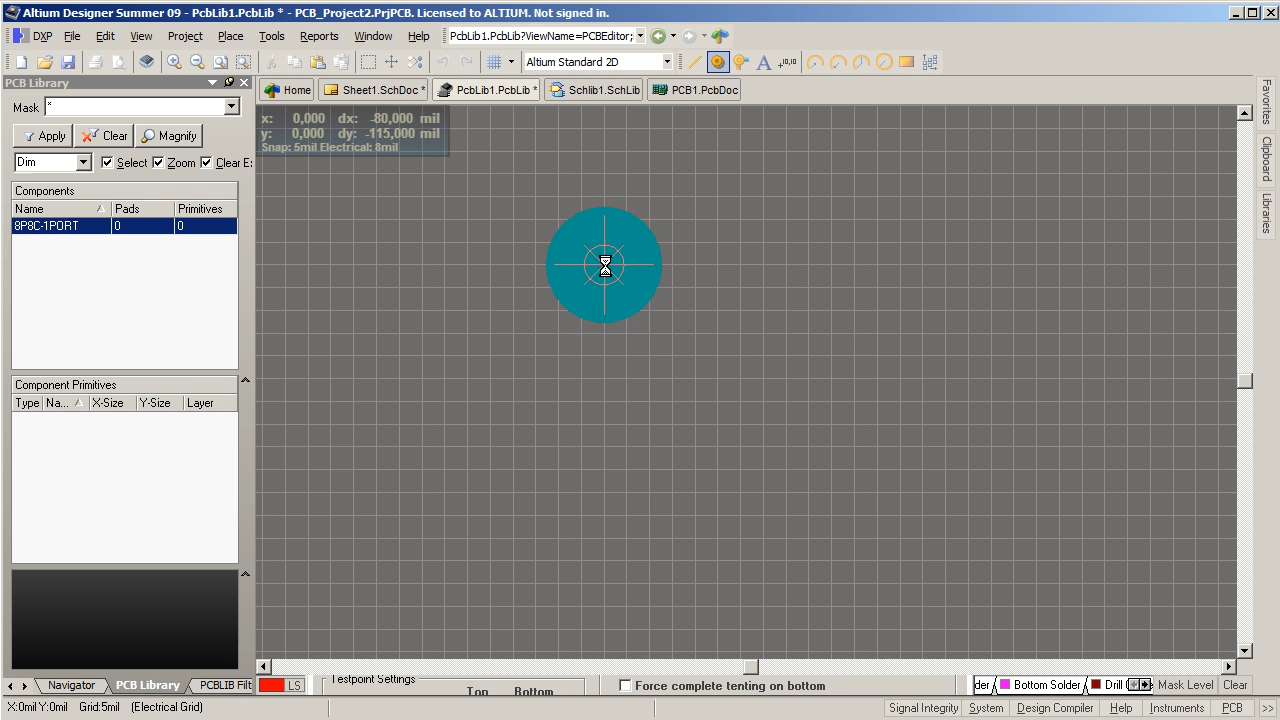 Altium Designer Summer 09 - PcbLib1.PcbLib * - PCB_Project2.PrjPCB. Licensed to ALTIUM. Not signed in.
DXP File Edit View Project Place Tools Reports Window Help PcbLib1.PcbLib?ViewName=PCBEditor;
Altium Standard 2D
PCB Library
Home Sheet1.SchDoc * PcbLib1.PcbLib * Schlib1.SchLib PCB1.PcbDoc
Mask *
Apply Clear Magnify
Dim Select Zoom Clear E
x: 0,000 dx: -80,000 mil
y: 0,000 dy: -115,000 mil
Snap: 5mil Electrical: 8mil
Components
Name Pads Primitives
8P8C-1PORT 0 0
Component Primitives
Type Na... X-Size Y-Size Layer
Favorites
Clipboard
Libraries
Navigator PCB Library PCBLIB Filt
LS
Testpoint Settings
Top Bottom
Force complete tenting on bottom
der Bottom Solder Drill Mask Level Clear
X:0mil Y:0mil Grid:5mil (Electrical Grid)
Signal Integrity System Design Compiler Help Instruments PCB >>